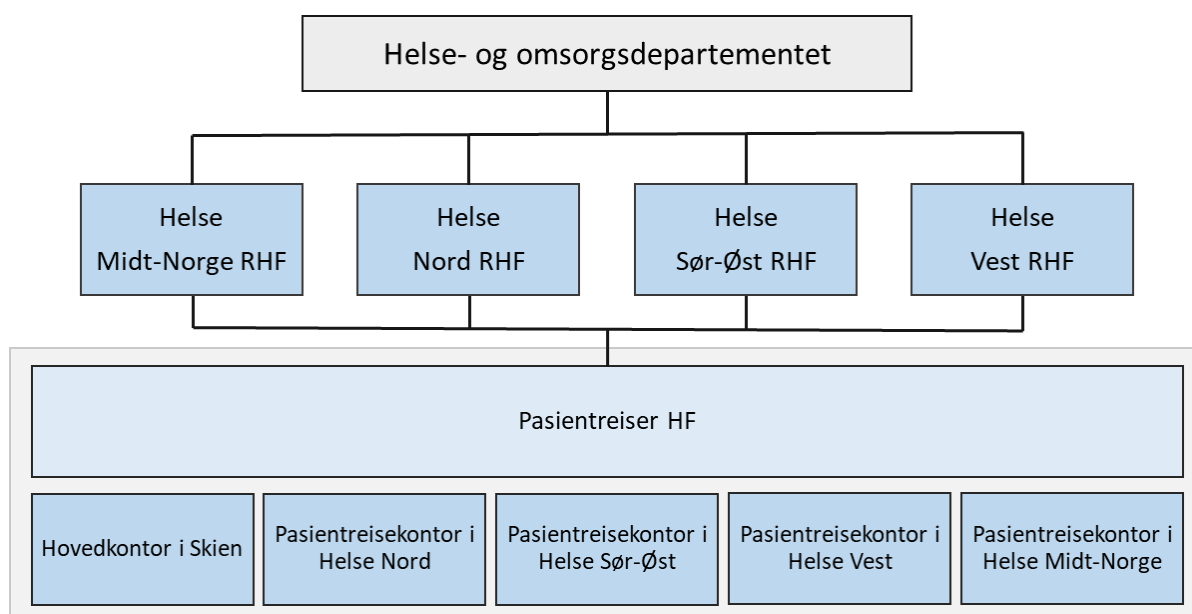 Helse- og omsorgsdepartementet
Helse
Midt-Norge RHF
Helse
Nord RHF
Helse
Sør-Øst RHF
Helse
Vest RHF
Pasientreiser HF
Hovedkontor i Skien
Pasientreisekontor i
Helse Nord
Pasientreisekontor i
Helse Sør-Øst
Pasientreisekontor i
Helse Vest
Pasientreisekontor i
Helse Midt-Norge